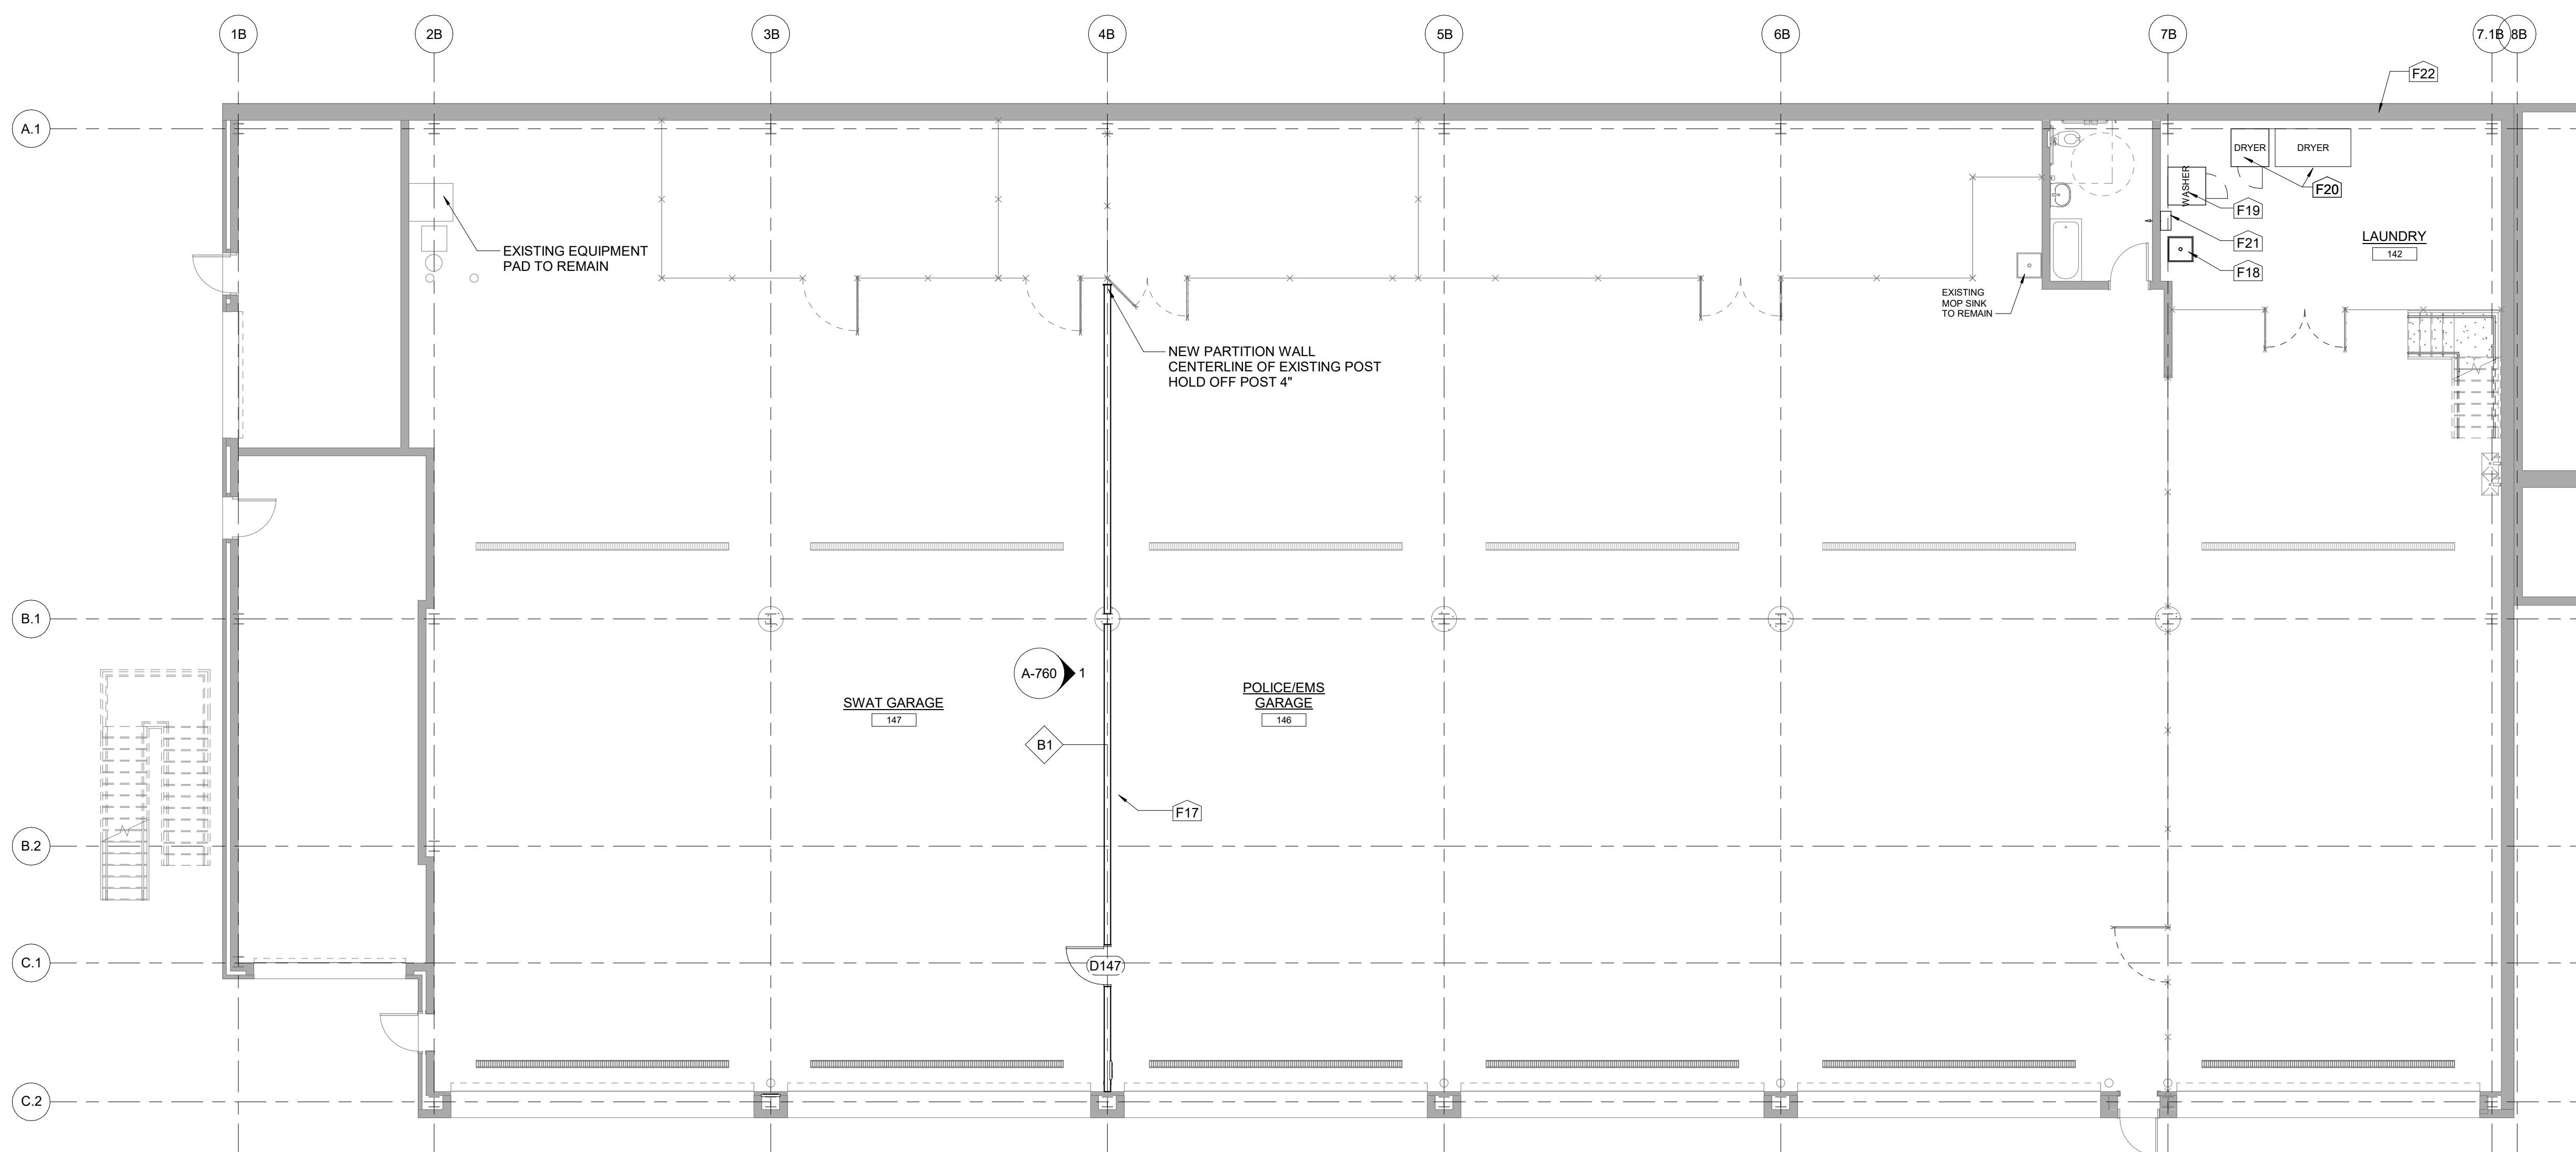 1B
2B
3B
4B
5B
6B
7B
7.1B
8B
F22
A.1
DRYER
DRYER
WASHER
F20
F19
F21
F18
LAUNDRY
142
EXISTING EQUIPMENT
PAD TO REMAIN
EXISTING
MOP SINK
TO REMAIN
NEW PARTITION WALL
CENTERLINE OF EXISTING POST
HOLD OFF POST 4"
B.1
A-760
1
SWAT GARAGE
147
POLICE/EMS
GARAGE
146
B1
F17
B.2
C.1
D147
C.2